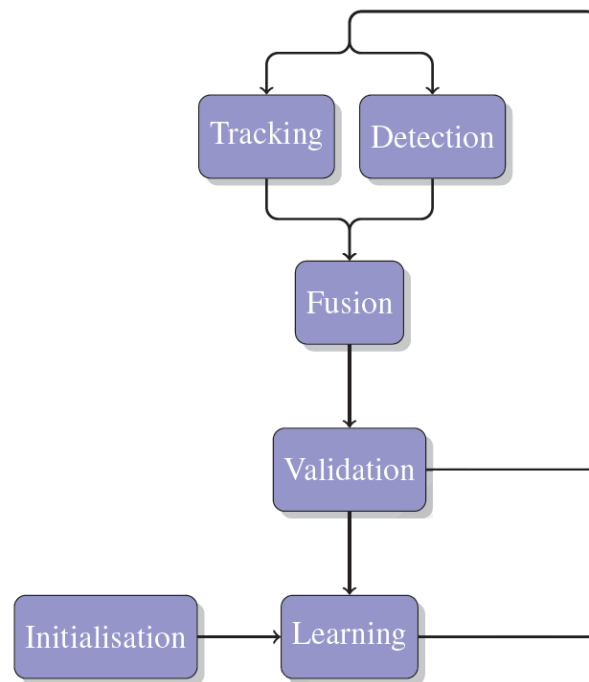 Tracking
Detection
Fusion
Validation
Initialisation
Learning